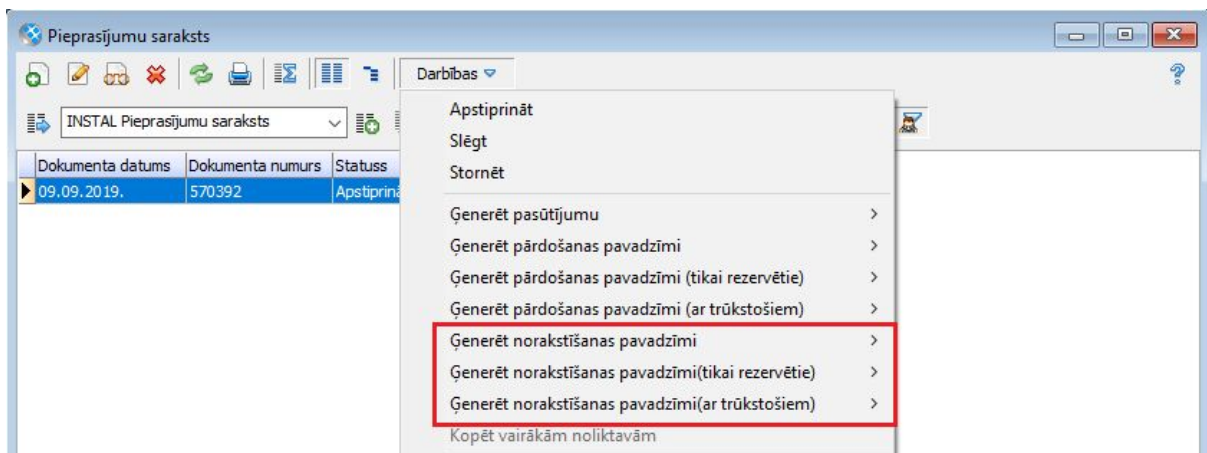 Pieprasījumu saraksts
Darbības
INSTAL Pieprasījumu saraksts
Dokumenta datums Dokumenta numurs Statuss
09.09.2019. 570392
Apstiprināt
Slēgt
Stornēt
Ģenerēt pasūtījumu
Ģenerēt pārdošanas pavadzīmi
Ģenerēt pārdošanas pavadzīmi (tikai rezervētie)
Ģenerēt pārdošanas pavadzīmi (ar trūkstošiem)
Ģenerēt norakstīšanas pavadzīmi
Ģenerēt norakstīšanas pavadzīmi(tikai rezervētie)
Ģenerēt norakstīšanas pavadzīmi(ar trūkstošiem)
Kopēt vairākām noliktavām